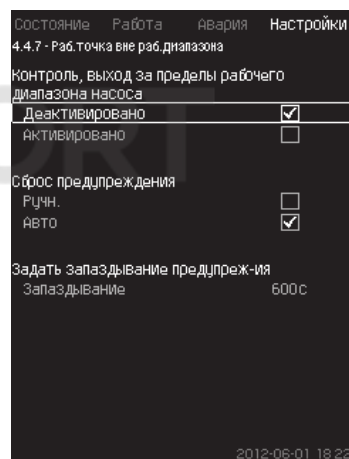 Состояние Работа Авария Настройки
4.4.7 - Раб.точка вне раб.диапазона
Контроль, выход за пределы рабочего
диапазона насоса
Деактивировано
Активировано
Сброс предупреждения
Ручн.
Авто
Задать запаздывание предупреж-ия
Запаздывание 600с
2012-06-01 18:22